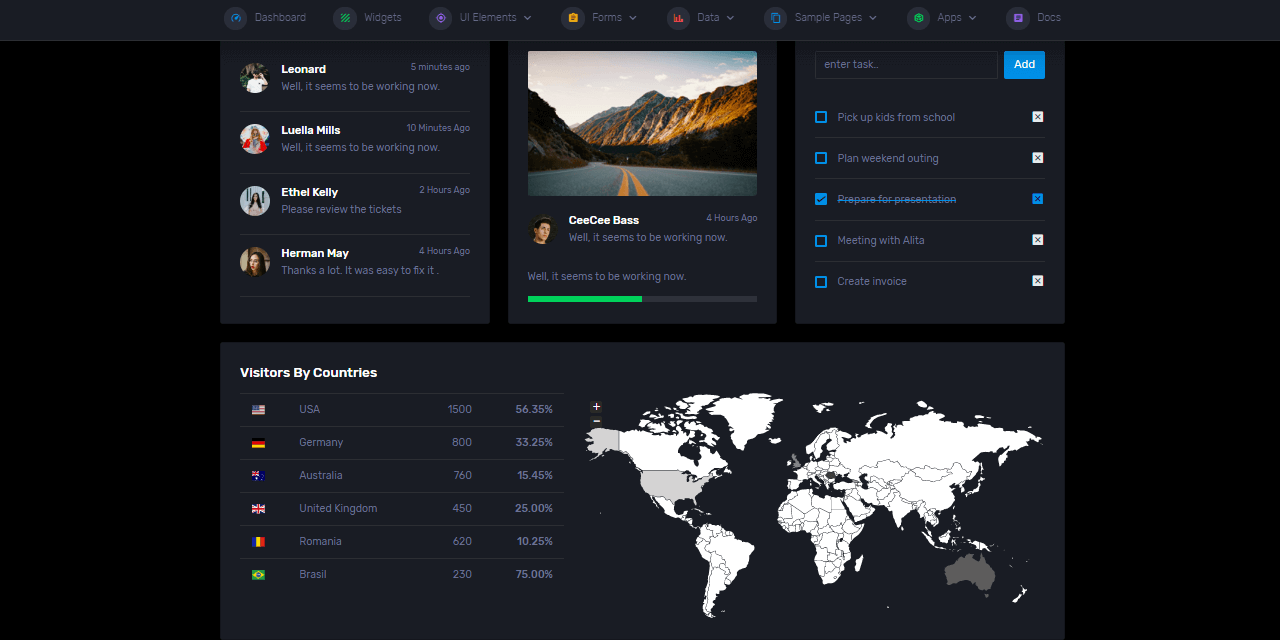 Dashboard Widgets UI Elements Forms Data Sample Pages Apps Docs
Leonard 5 minutes ago
Well, it seems to be working now.
Luella Mills 10 Minutes Ago
Well, it seems to be working now.
Ethel Kelly 2 Hours Ago
Please review the tickets
Herman May 4 Hours Ago
Thanks a lot. It was easy to fix it .
CeeCee Bass 4 Hours Ago
Well, it seems to be working now.
Well, it seems to be working now.
enter task.. Add
Pick up kids from school
Plan weekend outing
Prepare for presentation
Meeting with Alita
Create invoice
Visitors By Countries
USA 1500 56.35%
Germany 800 33.25%
Australia 760 15.45%
United Kingdom 450 25.00%
Romania 620 10.25%
Brasil 230 75.00%
+
−